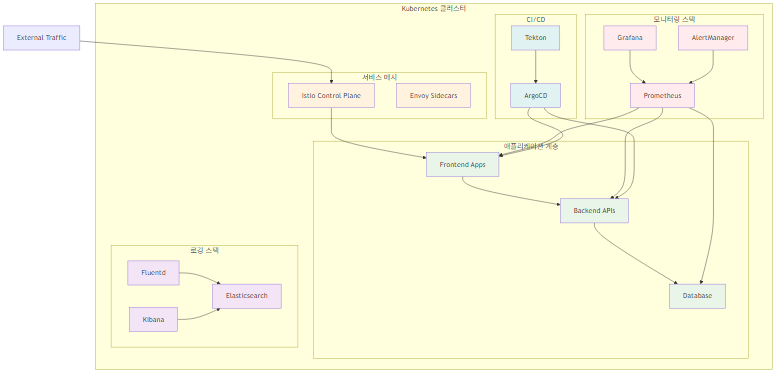 Kubernetes 클러스터
External Traffic
CI/CD
Tekton
ArgoCD
모니터링 스택
Grafana
AlertManager
Prometheus
서비스 메시
Istio Control Plane
Envoy Sidecars
애플리케이션 계층
Frontend Apps
Backend APIs
Database
로깅 스택
Fluentd
Elasticsearch
Kibana